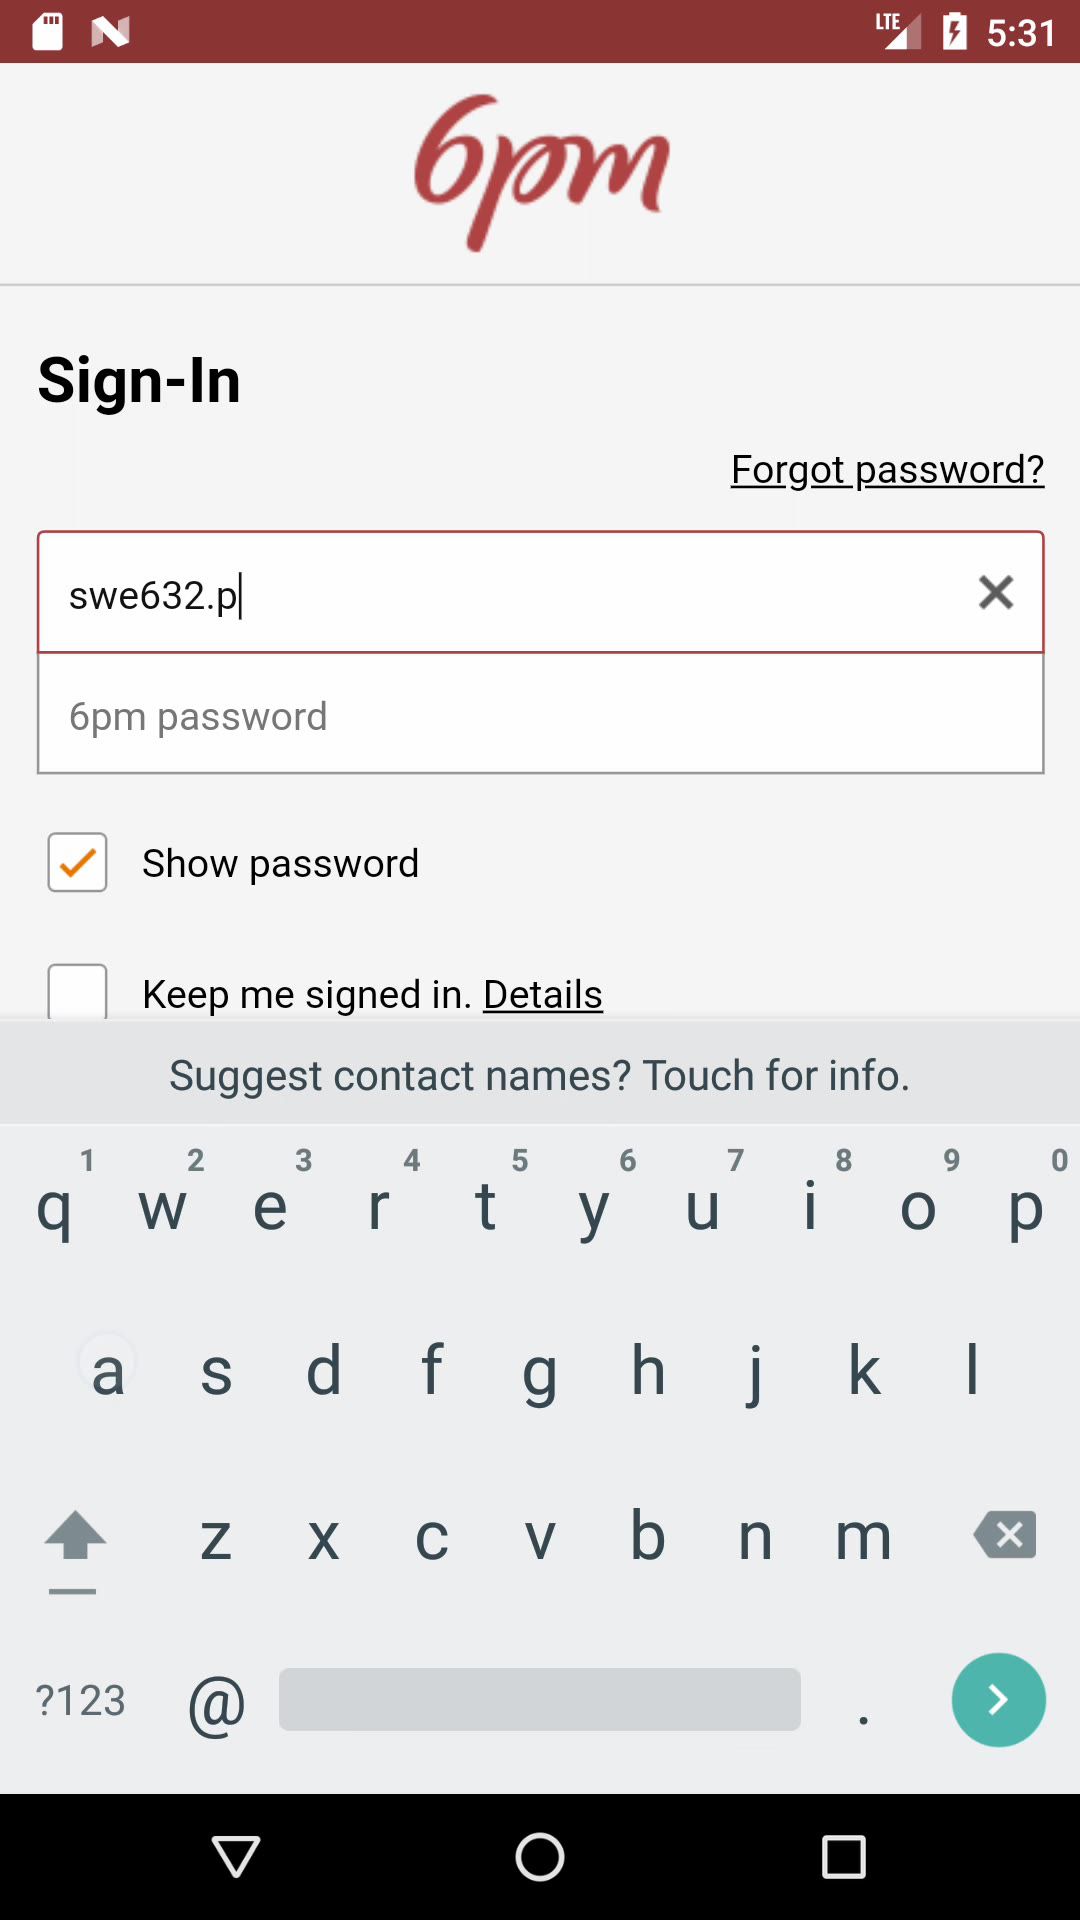 LTE 5:31
6pm
Sign-In
Forgot password?
swe632.p
6pm password
Show password
Keep me signed in. Details
Suggest contact names? Touch for info.
1 2 3 4 5 6 7 8 9 0
q w e r t y u i o p
a s d f g h j k l
z x c v b n m
?123 @ .